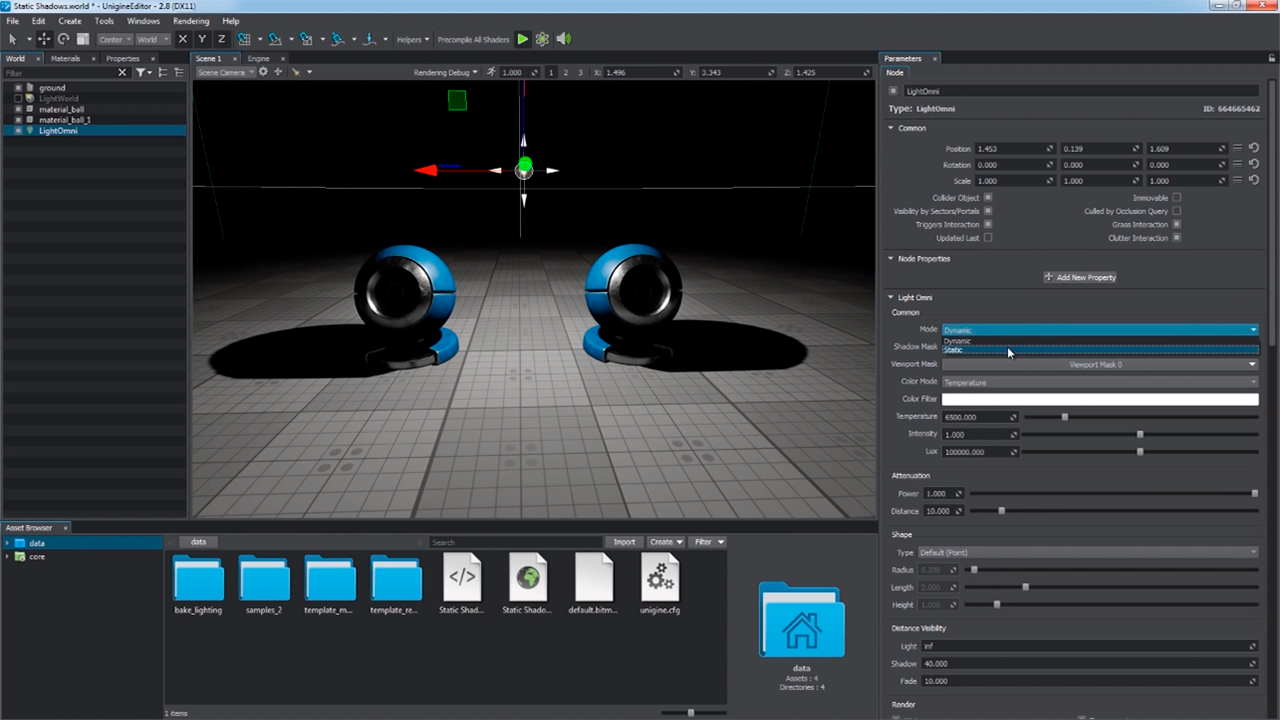 Static Shadows.world * - UnigineEditor - 2.8 (DX11)
File Edit Create Tools Windows Rendering Help
Center World X Y Z Helpers Precompile All Shaders
World Materials Properties Scene 1 Engine Parameters
Filter Scene Camera Rendering Debug 1.000 1 2 3 X: 1.496 Y: 3.343 Z: 1.425 Node
ground
LightWorld
material_ball
material_ball_1
LightOmni
LightOmni
Type: LightOmni ID: 664665462
Common
Position 1.453 0.139 1.609
Rotation 0.000 0.000 0.000
Scale 1.000 1.000 1.000
Collider Object Immovable
Visibility by Sectors/Portals Culled by Occlusion Query
Triggers Interaction Grass Interaction
Updated Last Clutter Interaction
Node Properties
Add New Property
Light Omni
Common
Mode Dynamic
Dynamic
Shadow Mask Static
Viewport Mask Viewport Mask 0
Color Mode Temperature
Color Filter
Temperature 6500.000
Intensity 1.000
Lux 100000.000
Attenuation
Power 1.000
Distance 10.000
Shape
Type Default (Point)
Radius
Length 2.000
Height 1.000
Distance Visibility
Light inf
Shadow 40.000
Fade 10.000
Render
Asset Browser
data
core
data Search Import Create Filter
bake_lighting samples_2 template_m... template_re... Static Shad... Static Shado... default.bitm... unigine.cfg
data
Assets : 4
Directories : 4
1 items